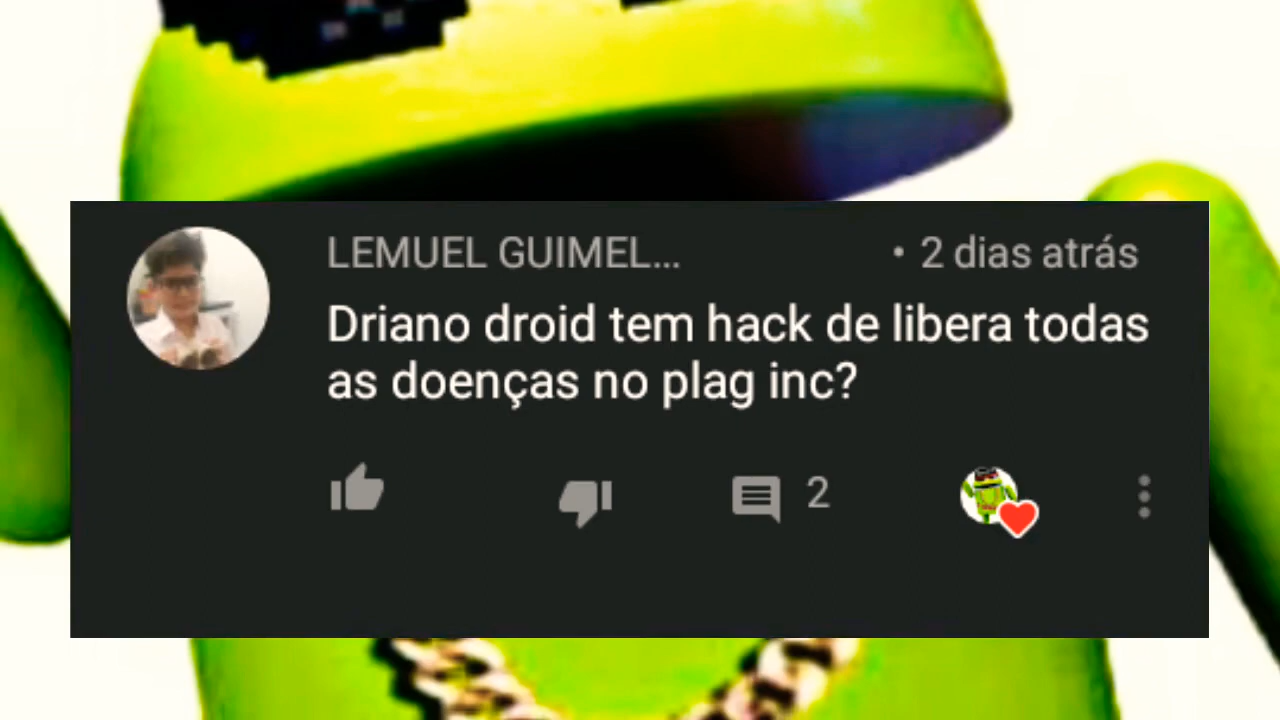 LEMUEL GUIMEL... • 2 dias atrás
Driano droid tem hack de libera todas
as doenças no plag inc?
2